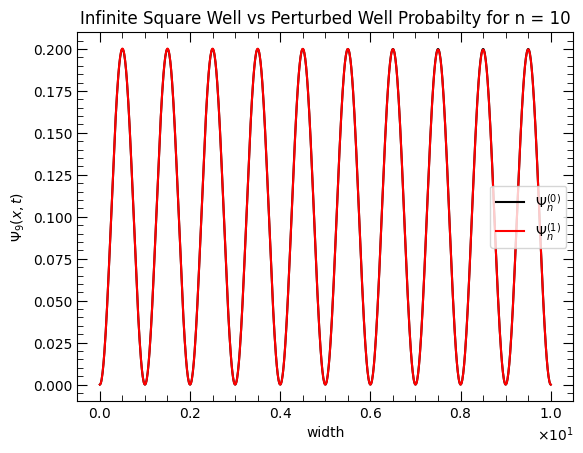 Infinite Square Well vs Perturbed Well Probabilty for n = 10
0.200
0.175
0.150
0.125
0.100
0.075
0.050
0.025
0.000
Ψ₉(x, t)
Ψₙ⁽⁰⁾
Ψₙ⁽¹⁾
0.0 0.2 0.4 0.6 0.8 1.0
width
×10¹